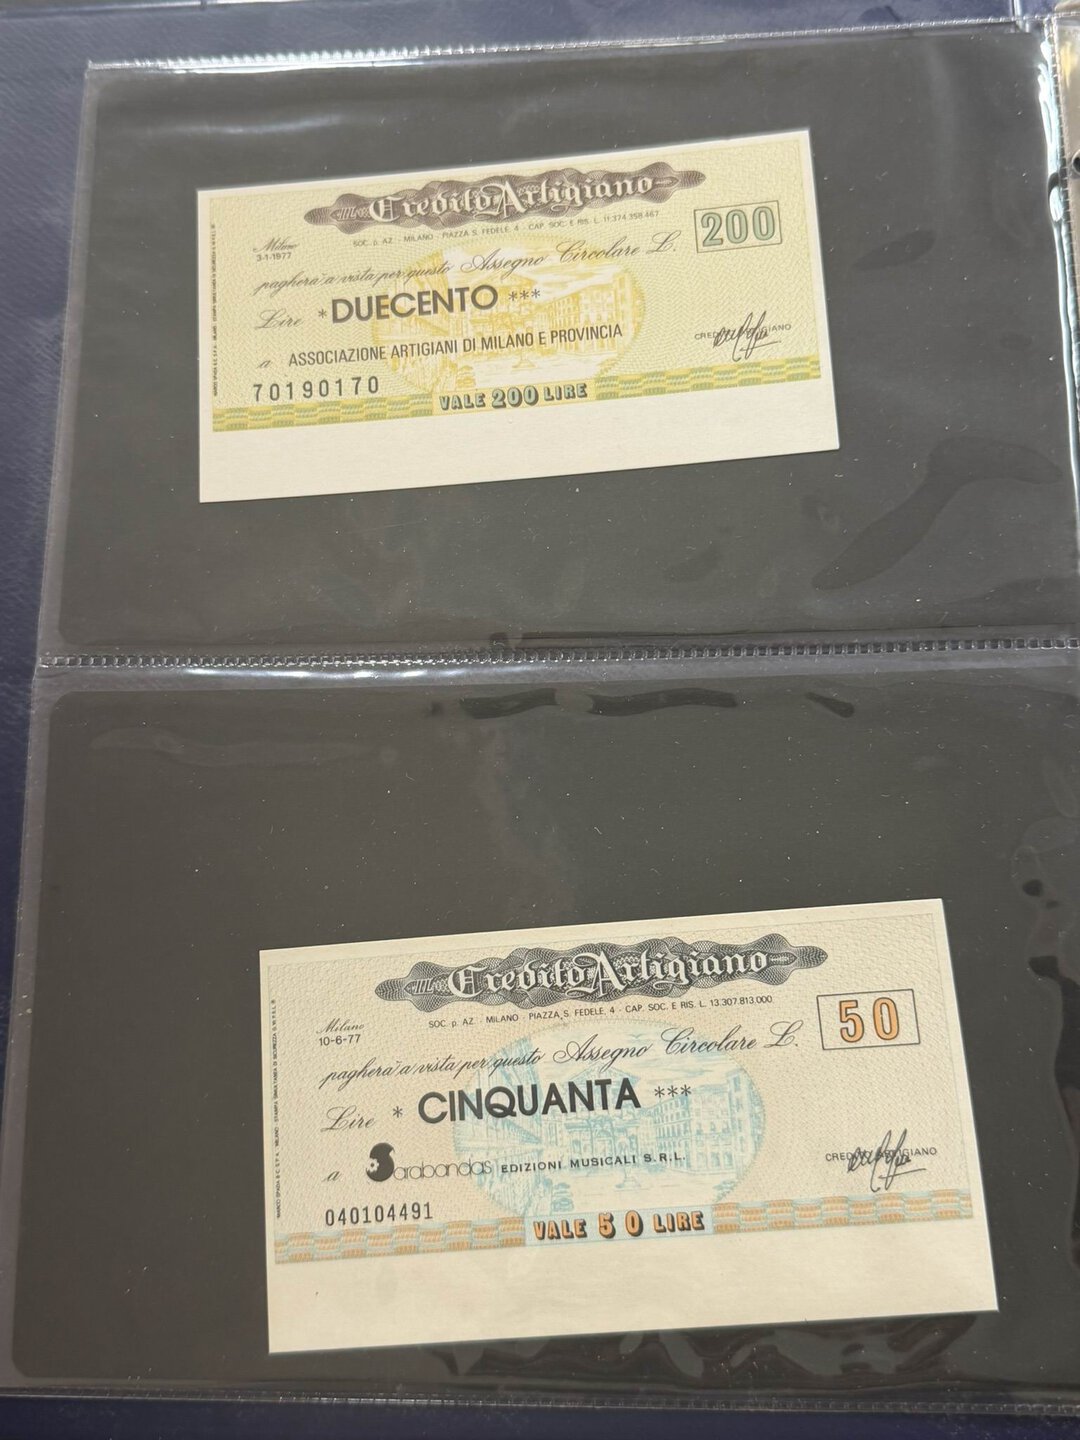 Credito Artigiano
SOC. p. AZ. - MILANO - PIAZZA S. FEDELE, 4 - CAP. SOC. E RIS. L. 11.374.358.467
200
Milano
3-1-1977
pagherà a vista per questo Assegno Circolare L.
Lire *DUECENTO ***
a ASSOCIAZIONE ARTIGIANI DI MILANO E PROVINCIA
CREDITO ARTIGIANO
70190170
VALE 200 LIRE
Credito Artigiano
SOC. p. AZ. - MILANO - PIAZZA S. FEDELE, 4 - CAP. SOC. E RIS. L. 13.307.813.000
50
Milano
10-6-77
pagherà a vista per questo Assegno Circolare L.
Lire * CINQUANTA ***
a Sarabandas EDIZIONI MUSICALI S.R.L.
CREDITO ARTIGIANO
040104491
VALE 50 LIRE